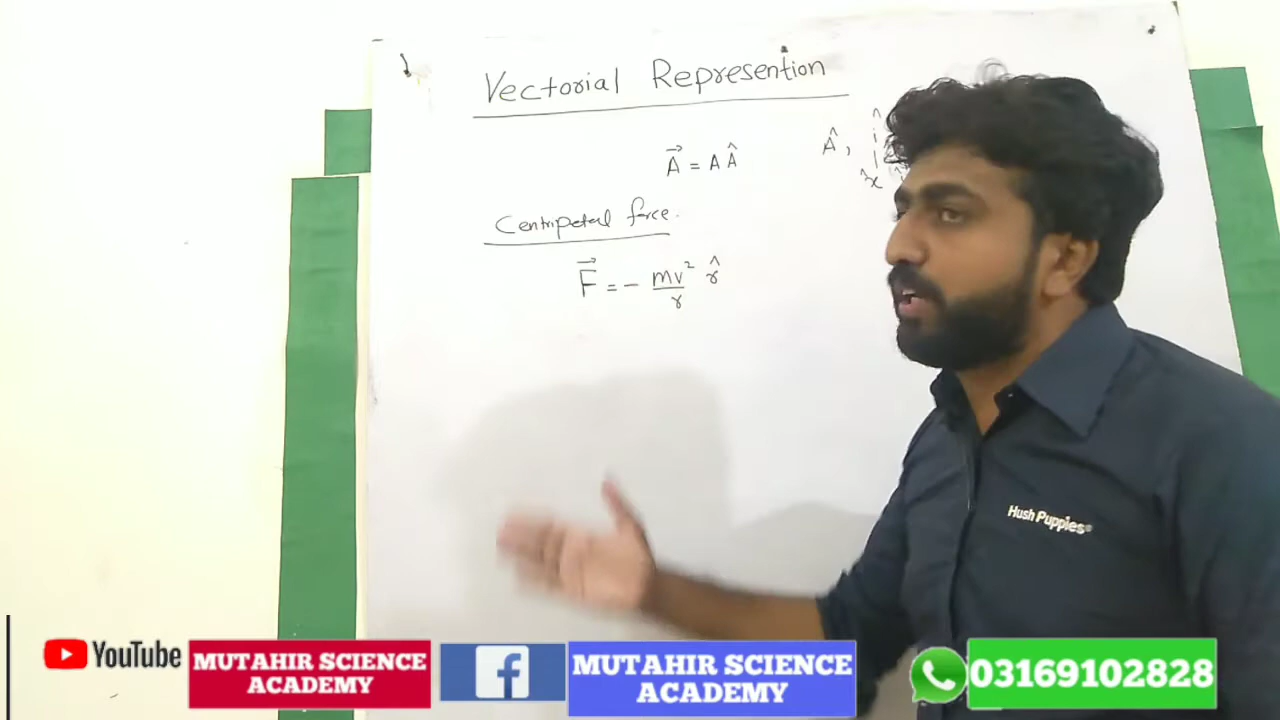 Vectorial Represention
A⃗ = A Â
Â, î
x̂
Centripetal force.
F⃗ = - mv²/r r̂
Hush Puppies®
YouTube
MUTAHIR SCIENCE
ACADEMY
f
MUTAHIR SCIENCE
ACADEMY
03169102828